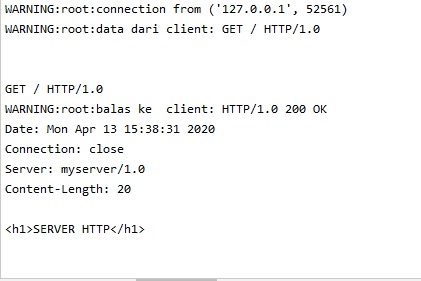 WARNING:root:connection from ('127.0.0.1', 52561)
WARNING:root:data dari client: GET / HTTP/1.0
GET / HTTP/1.0
WARNING:root:balas ke  client: HTTP/1.0 200 OK
Date: Mon Apr 13 15:38:31 2020
Connection: close
Server: myserver/1.0
Content-Length: 20
<h1>SERVER HTTP</h1>